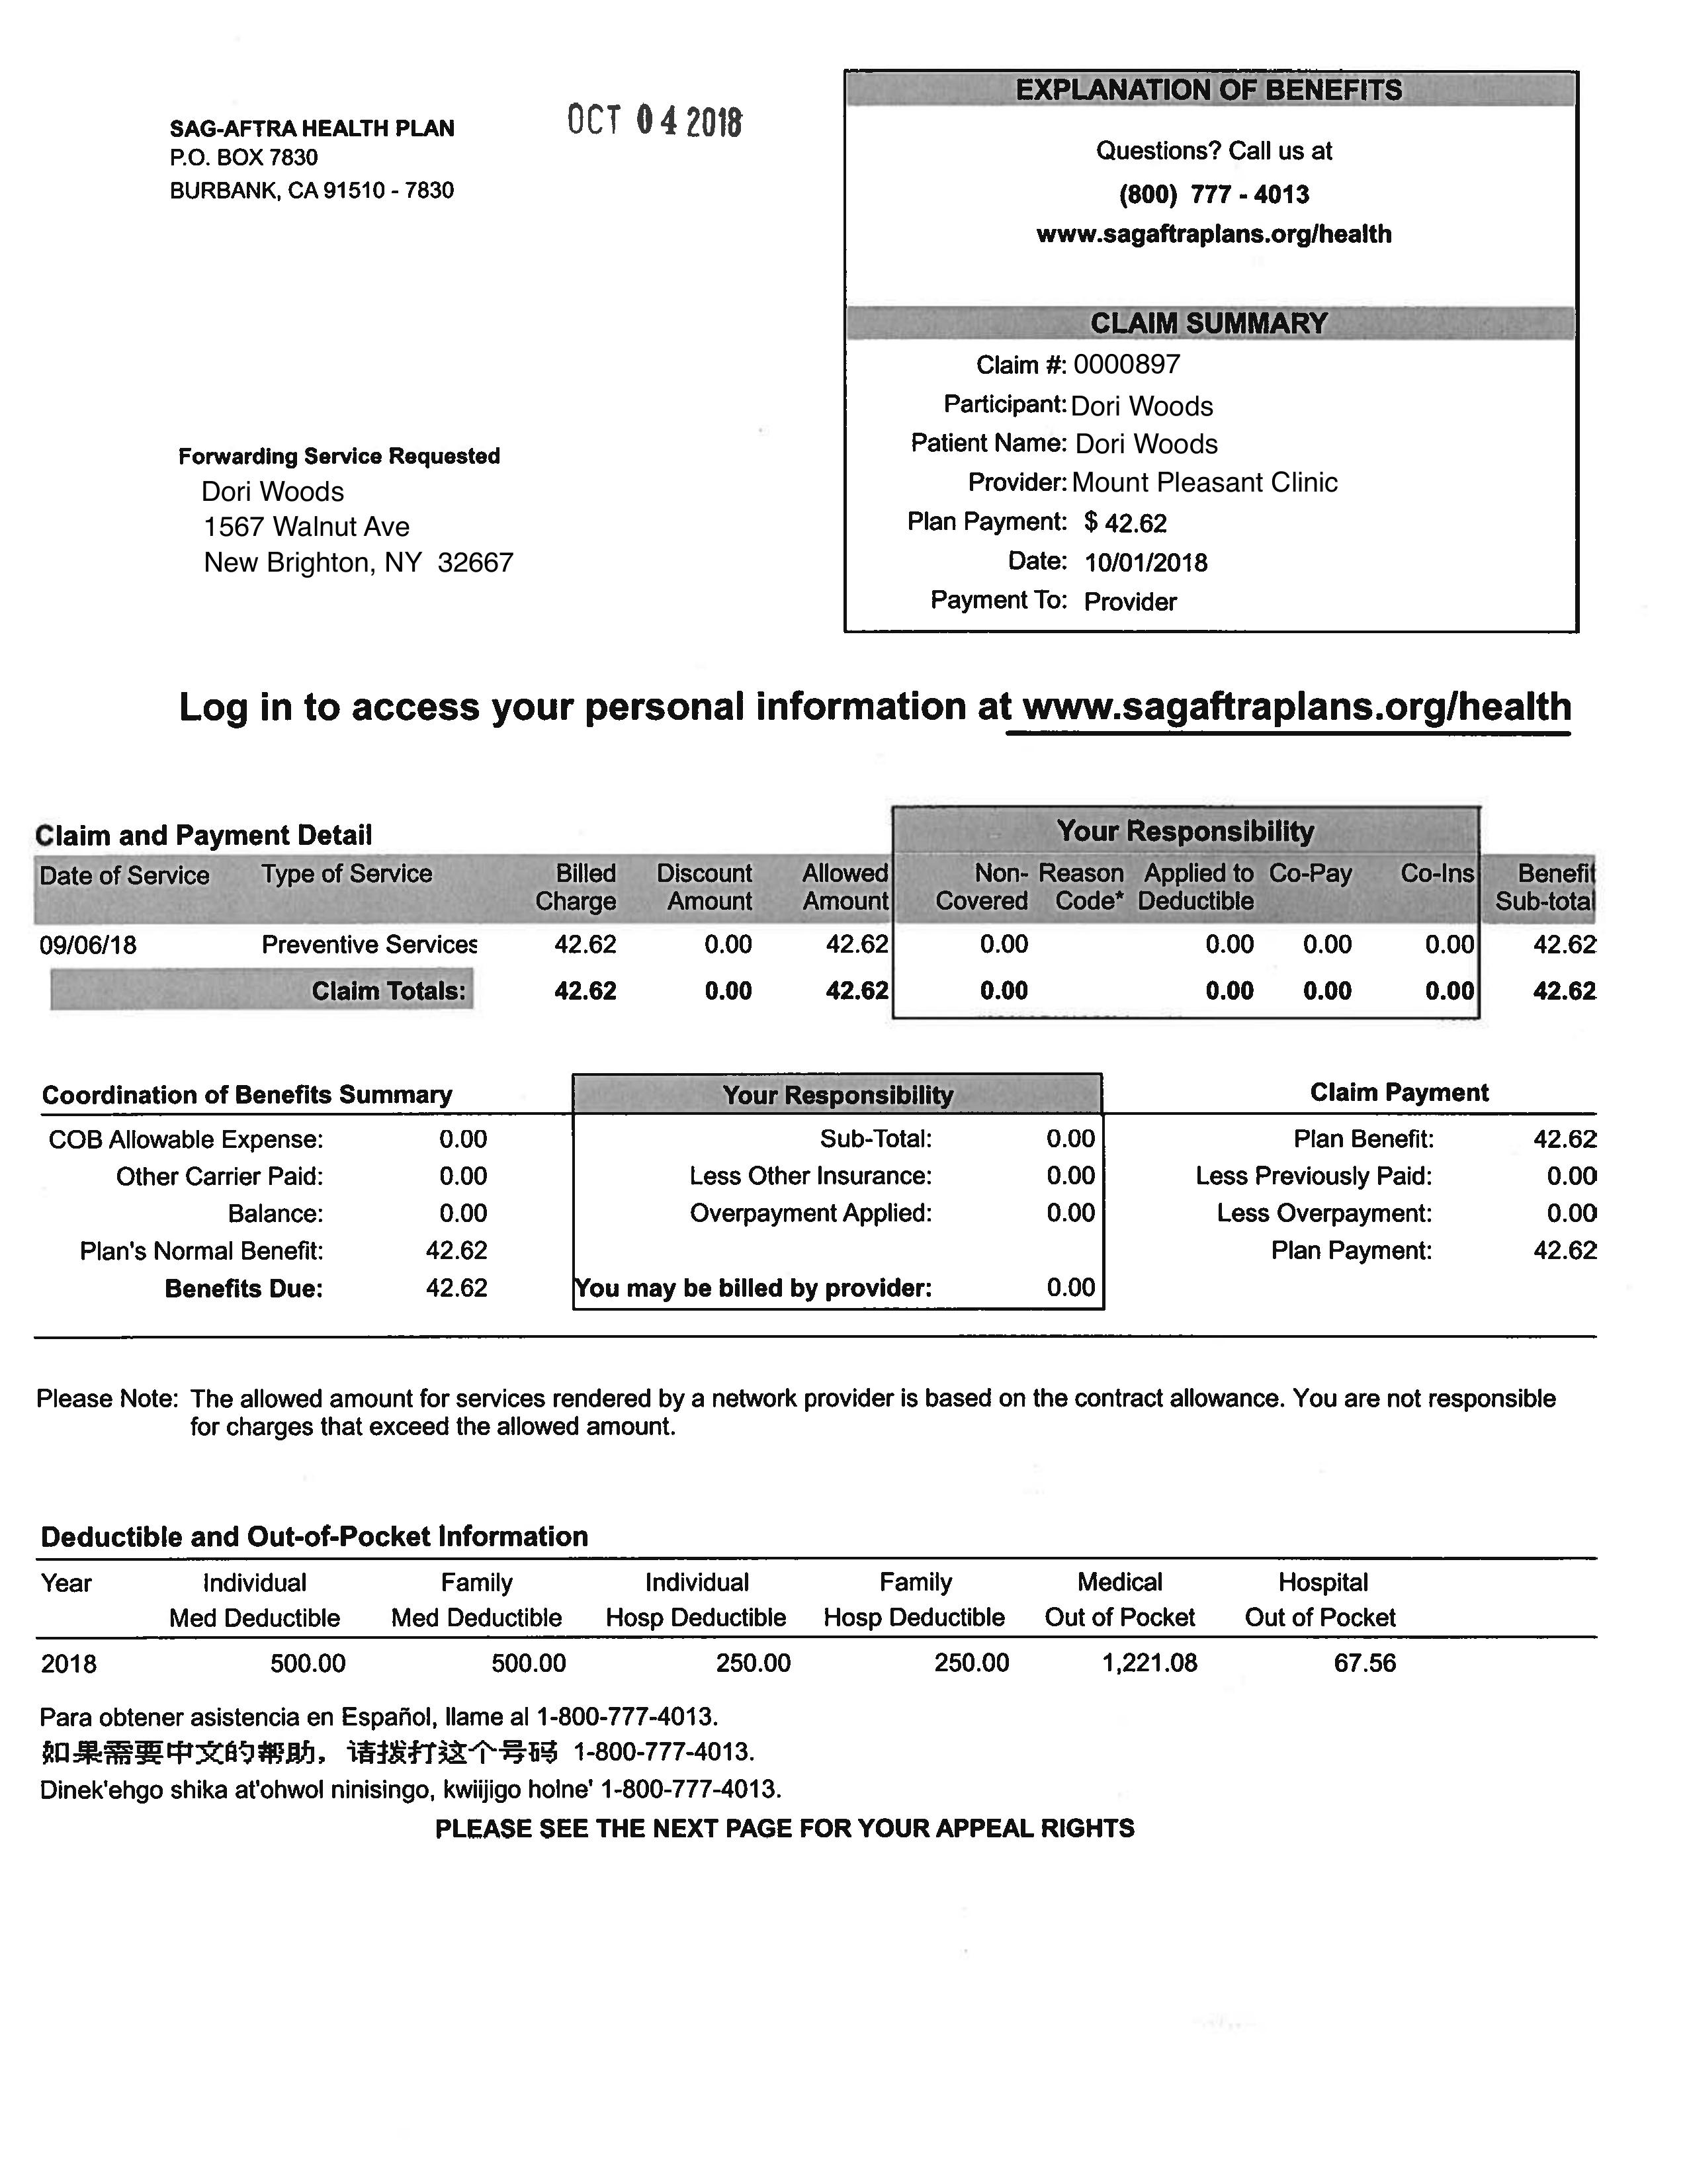 SAG-AFTRA HEALTH PLAN
P.O. BOX 7830
BURBANK, CA 91510 - 7830
OCT 04 2018
EXPLANATION OF BENEFITS
Questions? Call us at
(800) 777 - 4013
www.sagaftraplans.org/health
CLAIM SUMMARY
Claim #: 0000897
Participant: Dori Woods
Patient Name: Dori Woods
Provider: Mount Pleasant Clinic
Plan Payment: $ 42.62
Date: 10/01/2018
Payment To: Provider
Forwarding Service Requested
Dori Woods
1567 Walnut Ave
New Brighton, NY 32667
Log in to access your personal information at www.sagaftraplans.org/health
Claim and Payment Detail
Your Responsibility
Date of Service Type of Service Billed Discount Allowed Non- Reason Applied to Co-Pay Co-Ins Benefit
Charge Amount Amount Covered Code* Deductible Sub-total
09/06/18 Preventive Services 42.62 0.00 42.62 0.00 0.00 0.00 0.00 42.62
Claim Totals: 42.62 0.00 42.62 0.00 0.00 0.00 0.00 42.62
Coordination of Benefits Summary
COB Allowable Expense: 0.00
Other Carrier Paid: 0.00
Balance: 0.00
Plan's Normal Benefit: 42.62
Benefits Due: 42.62
Your Responsibility
Sub-Total: 0.00
Less Other Insurance: 0.00
Overpayment Applied: 0.00
You may be billed by provider: 0.00
Claim Payment
Plan Benefit: 42.62
Less Previously Paid: 0.00
Less Overpayment: 0.00
Plan Payment: 42.62
Please Note: The allowed amount for services rendered by a network provider is based on the contract allowance. You are not responsible
for charges that exceed the allowed amount.
Deductible and Out-of-Pocket Information
Year Individual Family Individual Family Medical Hospital
Med Deductible Med Deductible Hosp Deductible Hosp Deductible Out of Pocket Out of Pocket
2018 500.00 500.00 250.00 250.00 1,221.08 67.56
Para obtener asistencia en Español, llame al 1-800-777-4013.
如果需要中文的帮助，请拨打这个号码 1-800-777-4013.
Dinek'ehgo shika at'ohwol ninisingo, kwiijigo holne' 1-800-777-4013.
PLEASE SEE THE NEXT PAGE FOR YOUR APPEAL RIGHTS